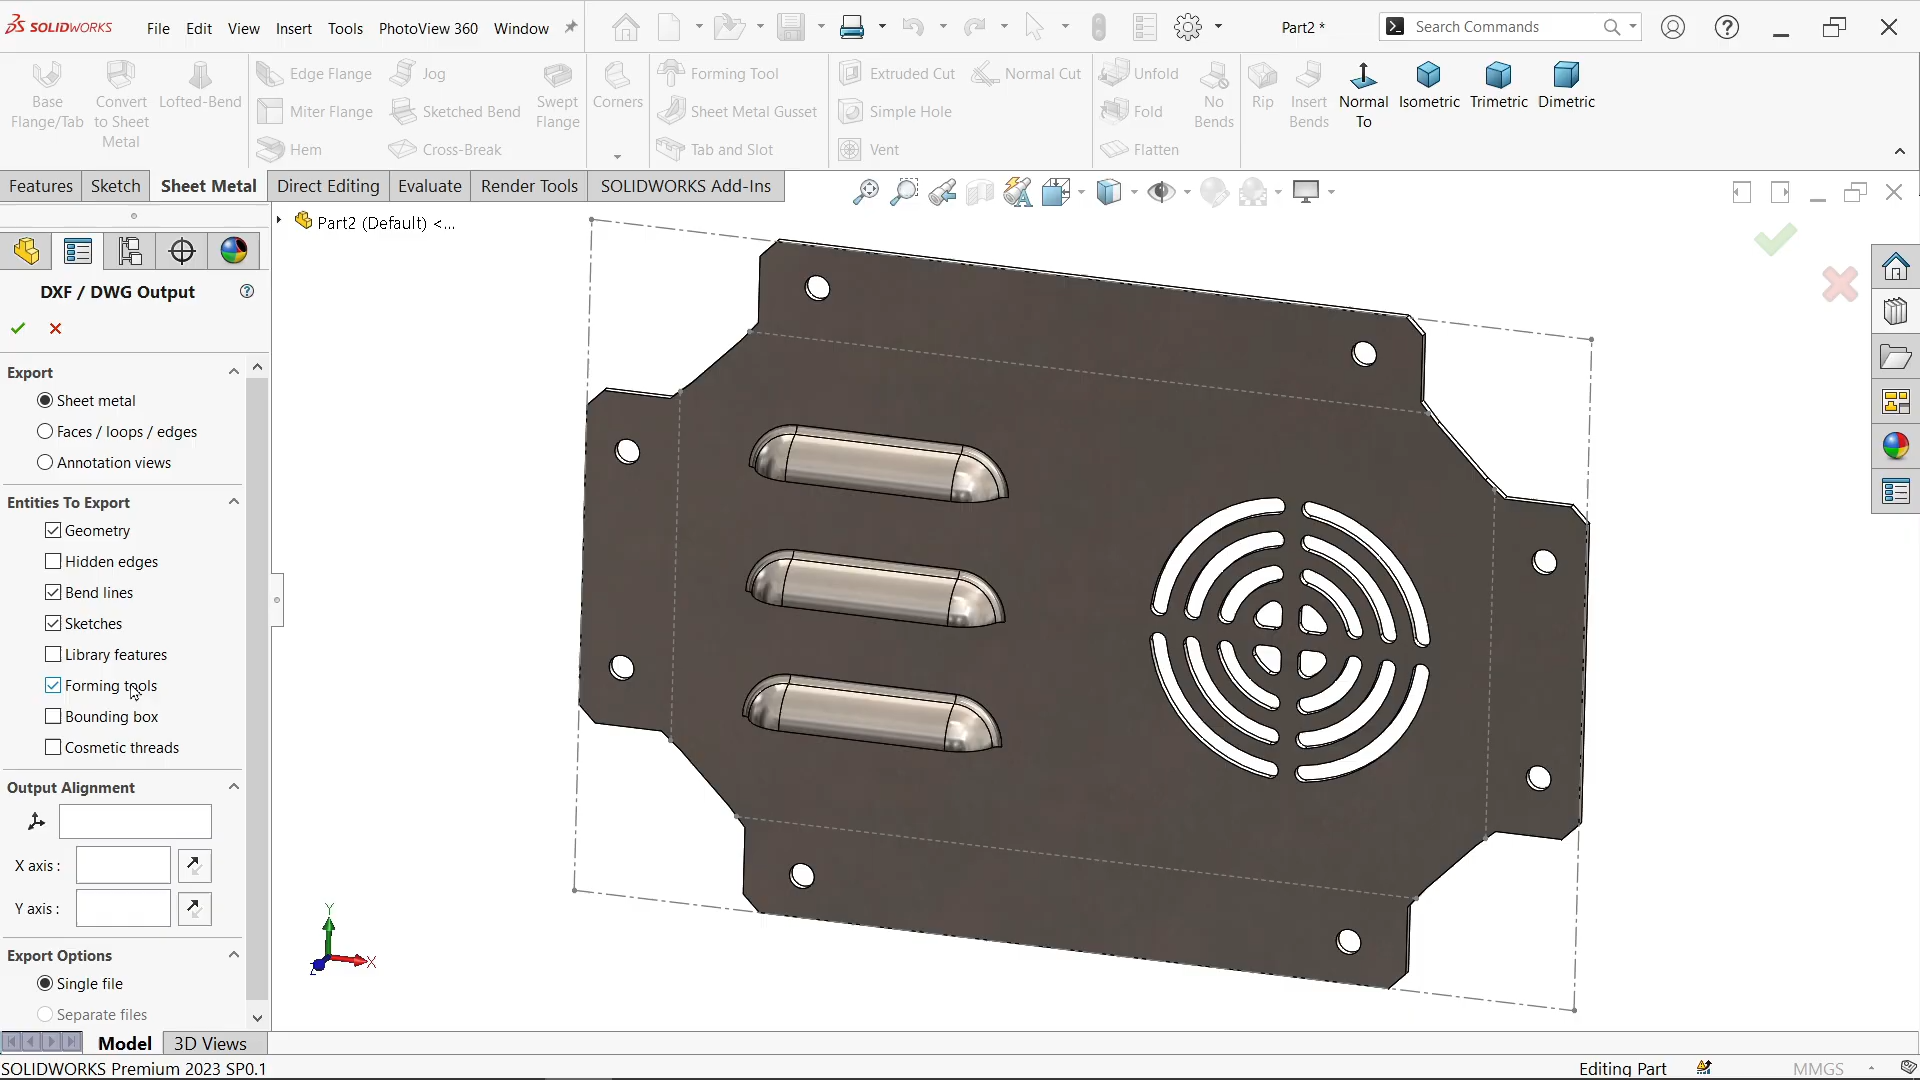 SOLIDWORKS File Edit View Insert Tools PhotoView 360 Window Part2 * Search Commands
Base Flange/Tab
Convert to Sheet Metal
Lofted-Bend
Edge Flange
Miter Flange
Hem
Jog
Sketched Bend
Cross-Break
Swept Flange
Corners
Forming Tool
Sheet Metal Gusset
Tab and Slot
Extruded Cut
Simple Hole
Vent
Normal Cut
Unfold
Fold
Flatten
No Bends
Rip
Insert Bends
Normal To
Isometric
Trimetric
Dimetric
Features Sketch Sheet Metal Direct Editing Evaluate Render Tools SOLIDWORKS Add-Ins
Part2 (Default) <...
DXF / DWG Output
Export
Sheet metal
Faces / loops / edges
Annotation views
Entities To Export
Geometry
Hidden edges
Bend lines
Sketches
Library features
Forming tools
Bounding box
Cosmetic threads
Output Alignment
X axis :
Y axis :
Export Options
Single file
Separate files
Y
X
Z
Model 3D Views
SOLIDWORKS Premium 2023 SP0.1 Editing Part MMGS